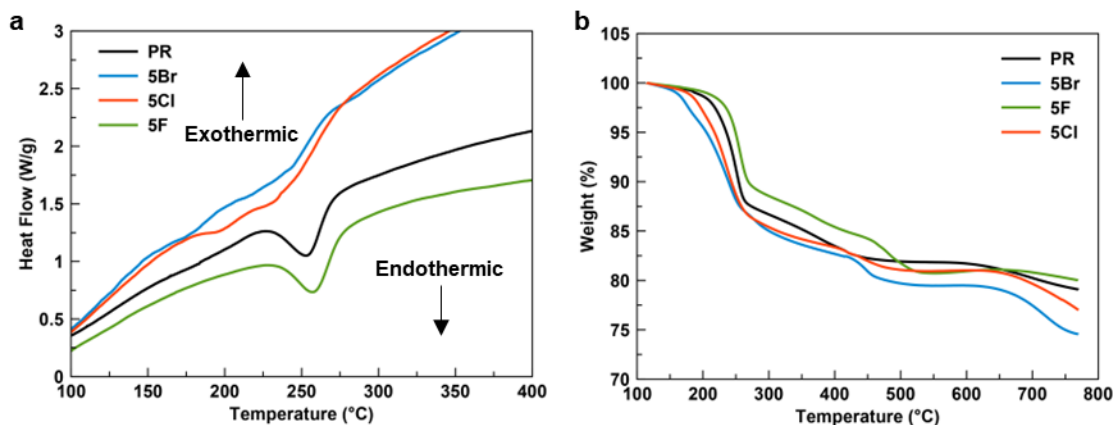 a
3
2.5
2
1.5
1
0.5
0
Heat Flow (W/g)
PR
5Br
5Cl
5F
Exothermic
Endothermic
100 150 200 250 300 350 400
Temperature (°C)
b
105
100
95
90
85
80
75
70
Weight (%)
PR
5Br
5F
5Cl
100 200 300 400 500 600 700 800
Temperature (°C)